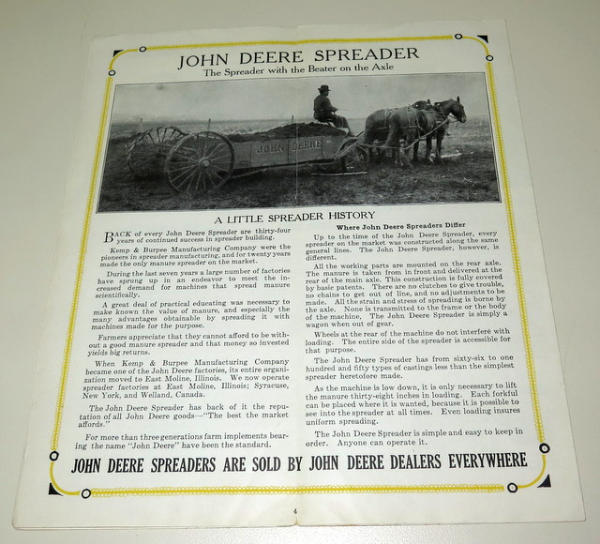 JOHN DEERE SPREADER
The Spreader with the Beater on the Axle
JOHN DEERE
A LITTLE SPREADER HISTORY
BACK of every John Deere Spreader are thirty-four
years of continued success in spreader building.
Kemp & Burpee Manufacturing Company were the
pioneers in spreader manufacturing, and for twenty years
made the only manure spreader on the market.
During the last seven years a large number of factories
have sprung up in an endeavor to meet the in-
creased demand for machines that spread manure
scientifically.
A great deal of practical educating was necessary to
make known the value of manure, and especially the
many advantages obtainable by spreading it with
machines made for the purpose.
Farmers appreciate that they cannot afford to be with-
out a good manure spreader and that money so invested
yields big returns.
When Kemp & Burpee Manufacturing Company
became one of the John Deere factories, its entire organi-
zation moved to East Moline, Illinois. We now operate
spreader factories at East Moline, Illinois; Syracuse,
New York, and Welland, Canada.
The John Deere Spreader has back of it the repu-
tation of all John Deere goods—"The best the market
affords."
For more than three generations farm implements bear-
ing the name "John Deere" have been the standard.
Where John Deere Spreaders Differ
Up to the time of the John Deere Spreader, every
spreader on the market was constructed along the same
general lines. The John Deere Spreader, however, is
different.
All the working parts are mounted on the rear axle.
The manure is taken from in front and delivered at the
rear of the main axle. This construction is fully covered
by basic patents. There are no clutches to give trouble,
no chains to get out of line, and no adjustments to be
made. All the strain and stress of spreading is borne by
the axle. None is transmitted to the frame or the body
of the machine, The John Deere Spreader is simply a
wagon when out of gear.
Wheels at the rear of the machine do not interfere with
loading. The entire side of the spreader is accessible for
that purpose.
The John Deere Spreader has from sixty-six to one
hundred and fifty types of castings less than the simplest
spreader heretofore made.
As the machine is low down, it is only necessary to lift
the manure thirty-eight inches in loading. Each forkful
can be placed where it is wanted, because it is possible to
see into the spreader at all times. Even loading insures
uniform spreading.
The John Deere Spreader is simple and easy to keep in
order. Anyone can operate it.
JOHN DEERE SPREADERS ARE SOLD BY JOHN DEERE DEALERS EVERYWHERE
4